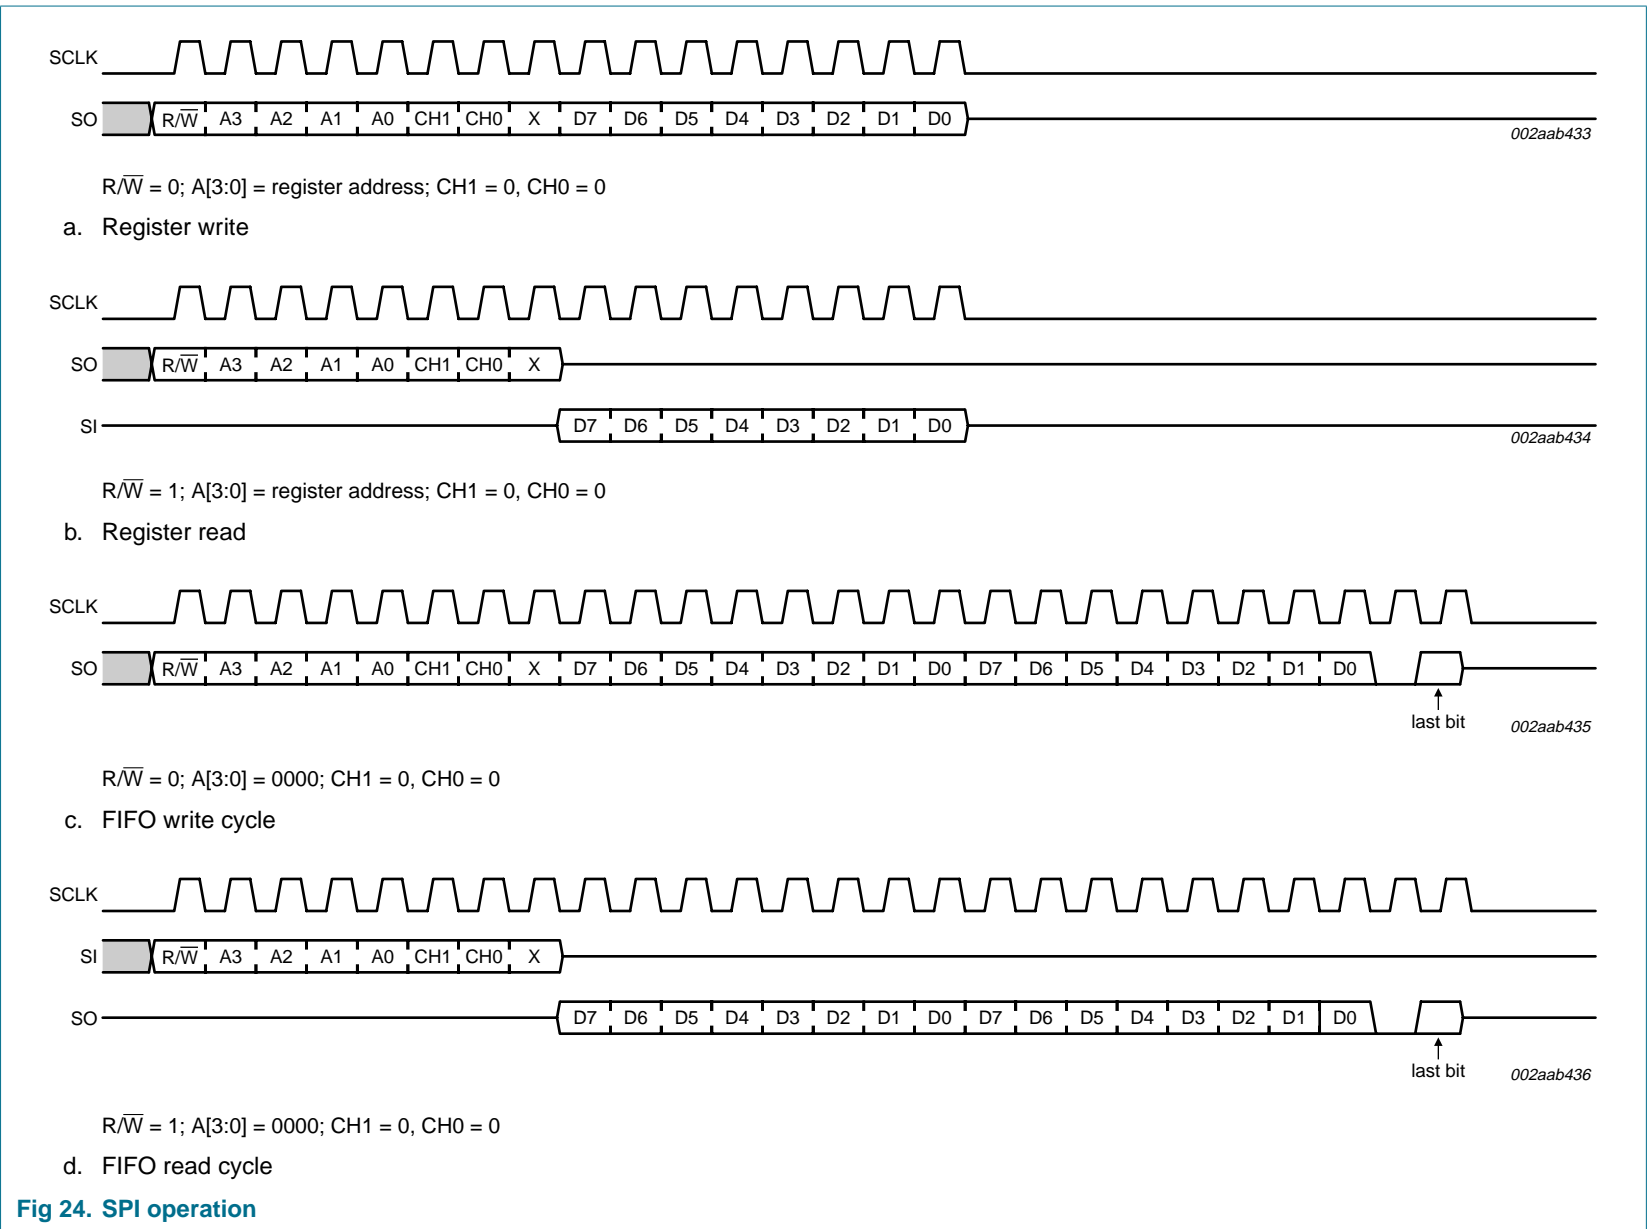 SCLK
SO R/W̅ A3 A2 A1 A0 CH1 CH0 X D7 D6 D5 D4 D3 D2 D1 D0
002aab433
R/W̅ = 0; A[3:0] = register address; CH1 = 0, CH0 = 0
a. Register write
SCLK
SO R/W̅ A3 A2 A1 A0 CH1 CH0 X
SI D7 D6 D5 D4 D3 D2 D1 D0
002aab434
R/W̅ = 1; A[3:0] = register address; CH1 = 0, CH0 = 0
b. Register read
SCLK
SO R/W̅ A3 A2 A1 A0 CH1 CH0 X D7 D6 D5 D4 D3 D2 D1 D0 D7 D6 D5 D4 D3 D2 D1 D0
last bit
002aab435
R/W̅ = 0; A[3:0] = 0000; CH1 = 0, CH0 = 0
c. FIFO write cycle
SCLK
SI R/W̅ A3 A2 A1 A0 CH1 CH0 X
SO D7 D6 D5 D4 D3 D2 D1 D0 D7 D6 D5 D4 D3 D2 D1 D0
last bit
002aab436
R/W̅ = 1; A[3:0] = 0000; CH1 = 0, CH0 = 0
d. FIFO read cycle
Fig 24. SPI operation